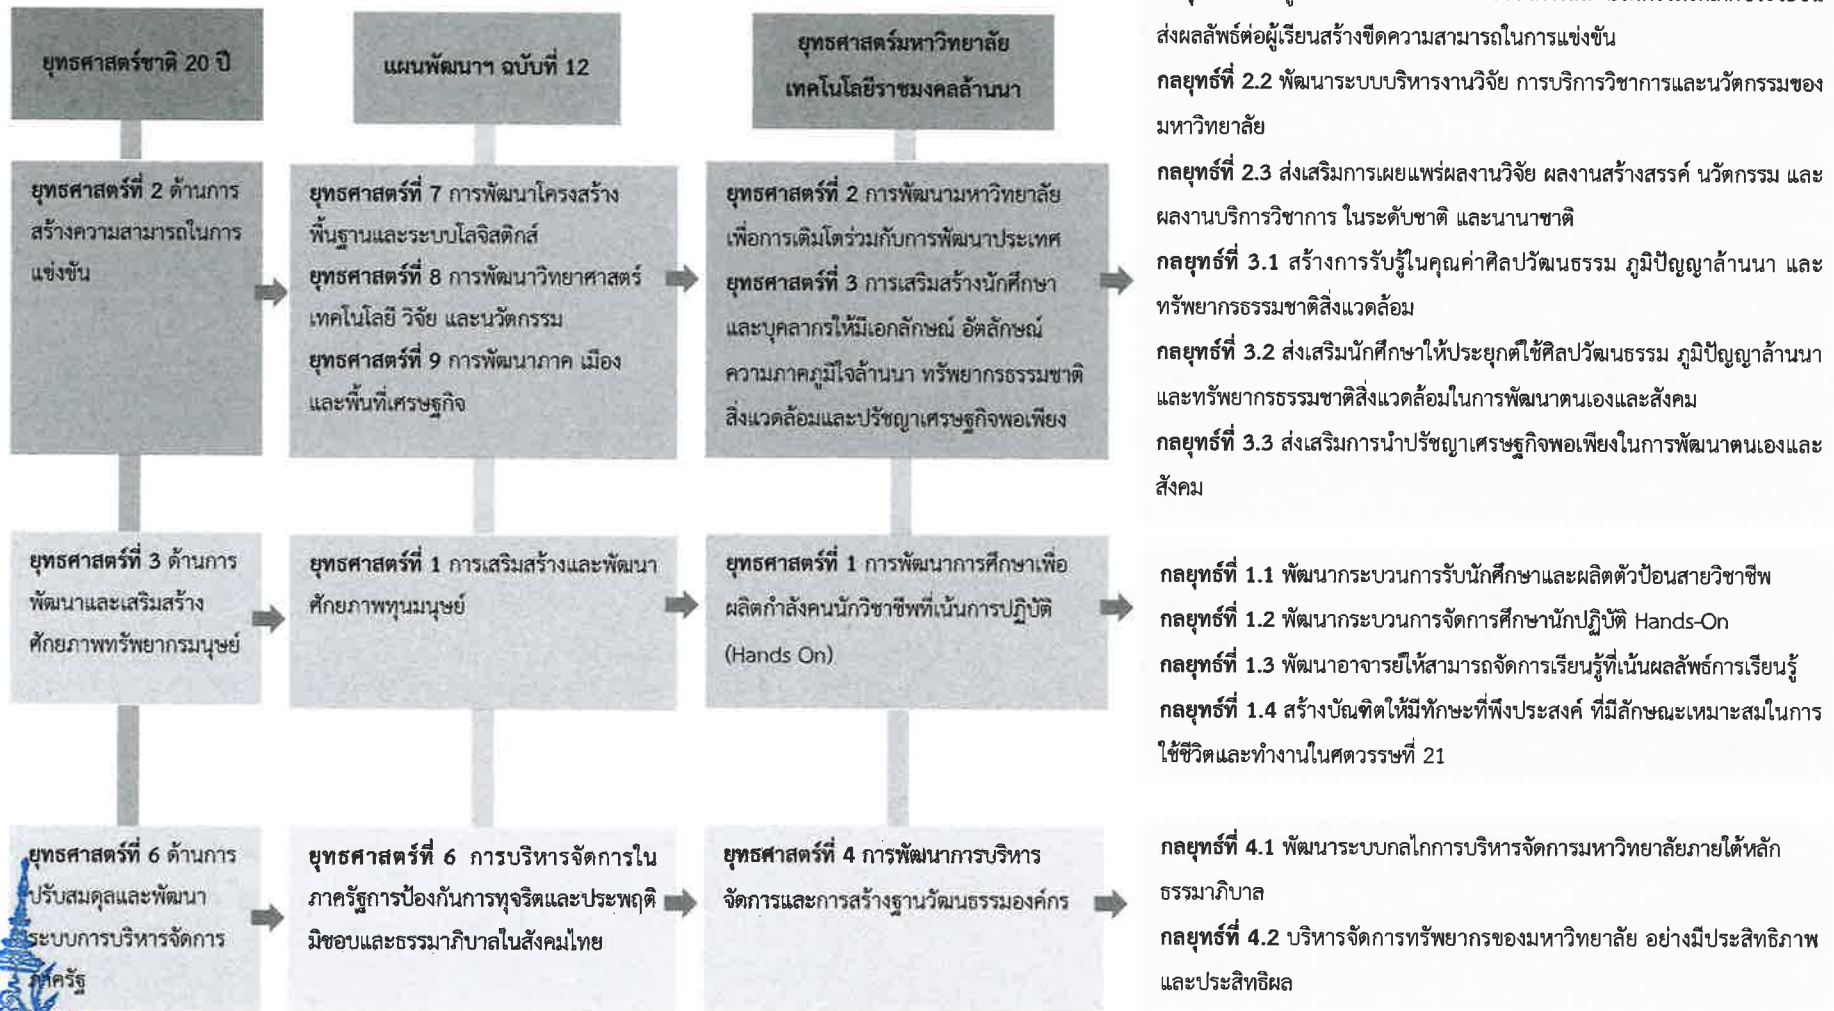 ยุทธศาสตร์ชาติ 20 ปี
แผนพัฒนาฯ ฉบับที่ 12
ยุทธศาสตร์มหาวิทยาลัย
เทคโนโลยีราชมงคลล้านนา
ส่งผลลัพธ์ต่อผู้เรียนสร้างขีดความสามารถในการแข่งขัน
กลยุทธ์ที่ 2.2 พัฒนาระบบบริหารงานวิจัย การบริการวิชาการและนวัตกรรมของ
มหาวิทยาลัย
กลยุทธ์ที่ 2.3 ส่งเสริมการเผยแพร่ผลงานวิจัย ผลงานสร้างสรรค์ นวัตกรรม และ
ผลงานบริการวิชาการ ในระดับชาติ และนานาชาติ
กลยุทธ์ที่ 3.1 สร้างการรับรู้ในคุณค่าศิลปวัฒนธรรม ภูมิปัญญาล้านนา และ
ทรัพยากรธรรมชาติสิ่งแวดล้อม
กลยุทธ์ที่ 3.2 ส่งเสริมนักศึกษาให้ประยุกต์ใช้ศิลปวัฒนธรรม ภูมิปัญญาล้านนา
และทรัพยากรธรรมชาติสิ่งแวดล้อมในการพัฒนาตนเองและสังคม
กลยุทธ์ที่ 3.3 ส่งเสริมการนำปรัชญาเศรษฐกิจพอเพียงในการพัฒนาตนเองและ
สังคม
ยุทธศาสตร์ที่ 2 ด้านการ
สร้างความสามารถในการ
แข่งขัน
ยุทธศาสตร์ที่ 7 การพัฒนาโครงสร้าง
พื้นฐานและระบบโลจิสติกส์
ยุทธศาสตร์ที่ 8 การพัฒนาวิทยาศาสตร์
เทคโนโลยี วิจัย และนวัตกรรม
ยุทธศาสตร์ที่ 9 การพัฒนาภาค เมือง
และพื้นที่เศรษฐกิจ
ยุทธศาสตร์ที่ 2 การพัฒนามหาวิทยาลัย
เพื่อการเติมโตร่วมกับการพัฒนาประเทศ
ยุทธศาสตร์ที่ 3 การเสริมสร้างนักศึกษา
และบุคลากรให้มีเอกลักษณ์ อัตลักษณ์
ความภาคภูมิใจล้านนา ทรัพยากรธรรมชาติ
สิ่งแวดล้อมและปรัชญาเศรษฐกิจพอเพียง
ยุทธศาสตร์ที่ 3 ด้านการ
พัฒนาและเสริมสร้าง
ศักยภาพทรัพยากรมนุษย์
ยุทธศาสตร์ที่ 1 การเสริมสร้างและพัฒนา
ศักยภาพทุนมนุษย์
ยุทธศาสตร์ที่ 1 การพัฒนาการศึกษาเพื่อ
ผลิตกำลังคนนักวิชาชีพที่เน้นการปฏิบัติ
(Hands On)
กลยุทธ์ที่ 1.1 พัฒนากระบวนการรับนักศึกษาและผลิตตัวป้อนสายวิชาชีพ
กลยุทธ์ที่ 1.2 พัฒนากระบวนการจัดการศึกษานักปฏิบัติ Hands-On
กลยุทธ์ที่ 1.3 พัฒนาอาจารย์ให้สามารถจัดการเรียนรู้ที่เน้นผลลัพธ์การเรียนรู้
กลยุทธ์ที่ 1.4 สร้างบัณฑิตให้มีทักษะที่พึงประสงค์ ที่มีลักษณะเหมาะสมในการ
ใช้ชีวิตและทำงานในศตวรรษที่ 21
ยุทธศาสตร์ที่ 6 ด้านการ
ปรับสมดุลและพัฒนา
ระบบการบริหารจัดการ
ภาครัฐ
ยุทธศาสตร์ที่ 6 การบริหารจัดการใน
ภาครัฐการป้องกันการทุจริตและประพฤติ
มิชอบและธรรมาภิบาลในสังคมไทย
ยุทธศาสตร์ที่ 4 การพัฒนาการบริหาร
จัดการและการสร้างฐานวัฒนธรรมองค์กร
กลยุทธ์ที่ 4.1 พัฒนาระบบกลไกการบริหารจัดการมหาวิทยาลัยภายใต้หลัก
ธรรมาภิบาล
กลยุทธ์ที่ 4.2 บริหารจัดการทรัพยากรของมหาวิทยาลัย อย่างมีประสิทธิภาพ
และประสิทธิผล